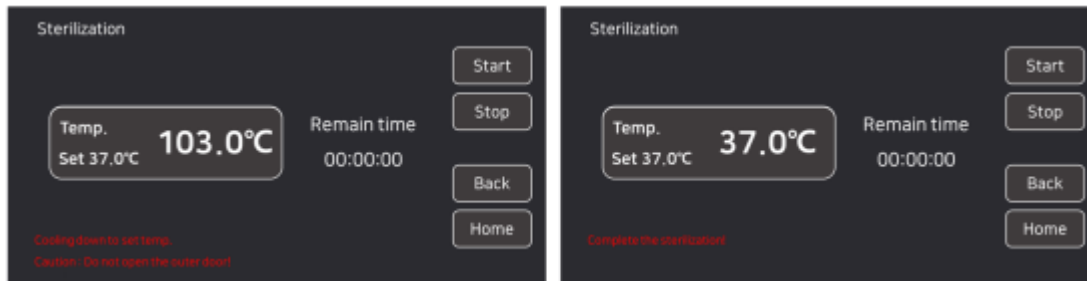 Sterilization
Start
Stop
Temp.
103.0℃
Set 37.0℃
Remain time
00:00:00
Back
Home
Cooling down to set temp.
Caution : Do not open the outer door!
Sterilization
Start
Stop
Temp.
37.0℃
Set 37.0℃
Remain time
00:00:00
Back
Home
Complete the sterilization!